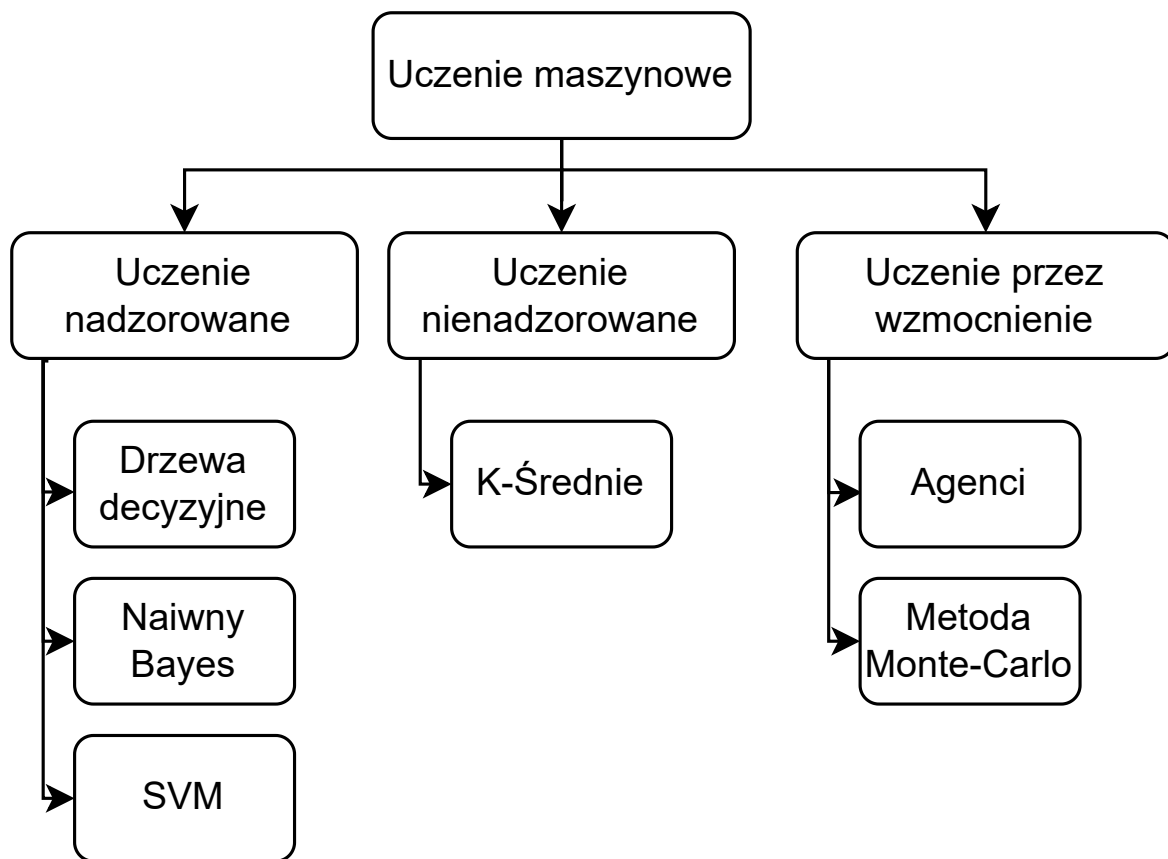 Uczenie maszynowe
Uczenie
nadzorowane
Uczenie
nienadzorowane
Uczenie przez
wzmocnienie
Drzewa
decyzyjne
K-Średnie
Agenci
Naiwny
Bayes
Metoda
Monte-Carlo
SVM